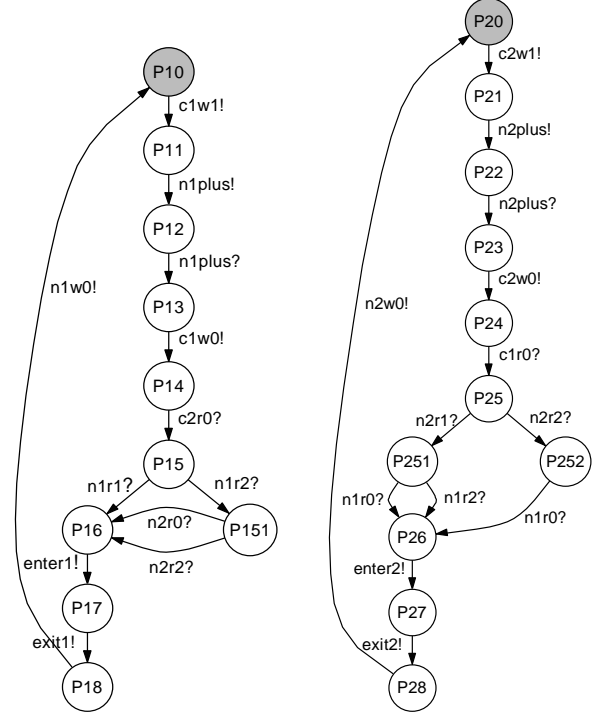 P10
c1w1!
P11
n1plus!
P12
n1plus?
P13
c1w0!
P14
c2r0?
P15
n1r1?
n1r2?
P16
n2r0?
P151
n2r2?
enter1!
P17
exit1!
P18
n1w0!
P20
c2w1!
P21
n2plus!
P22
n2plus?
P23
c2w0!
P24
c1r0?
P25
n2r1?
n2r2?
P251
P252
n1r0?
n1r2?
n1r0?
P26
enter2!
P27
exit2!
P28
n2w0!